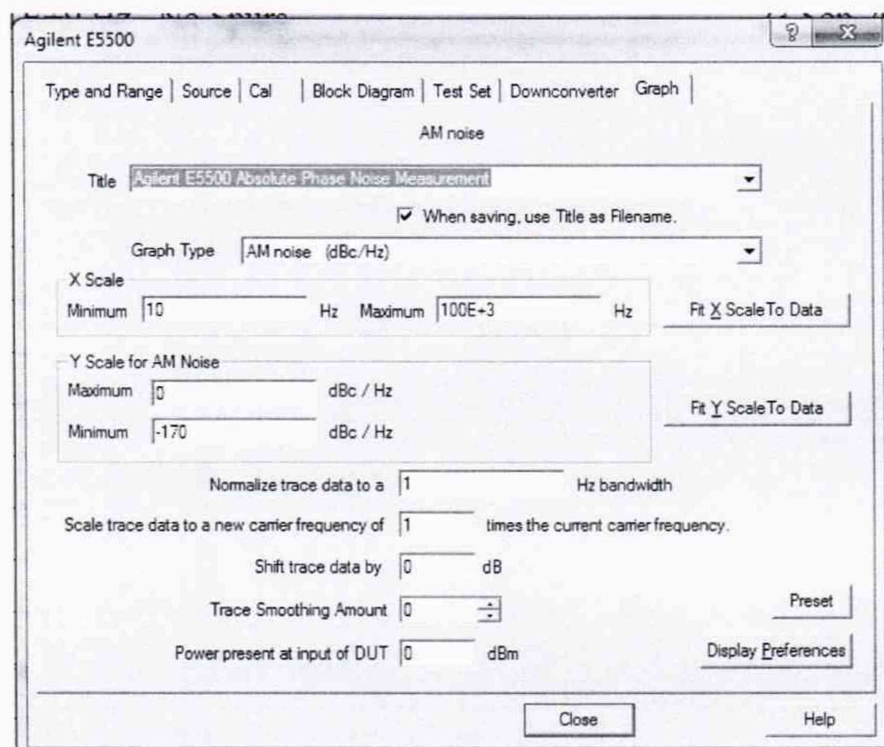 Agilent E5500 ?
Type and Range Source Cal Block Diagram Test Set Downconverter Graph
AM noise
Title Agilent E5500 Absolute Phase Noise Measurement
When saving, use Title as Filename.
Graph Type AM noise (dBc/Hz)
X Scale
Minimum 10 Hz Maximum 100E+3 Hz Fit X Scale To Data
Y Scale for AM Noise
Maximum 0 dBc / Hz
Fit Y Scale To Data
Minimum -170 dBc / Hz
Normalize trace data to a 1 Hz bandwidth
Scale trace data to a new carrier frequency of 1 times the current carrier frequency.
Shift trace data by 0 dB
Trace Smoothing Amount 0
Preset
Power present at input of DUT 0 dBm
Display Preferences
Close Help